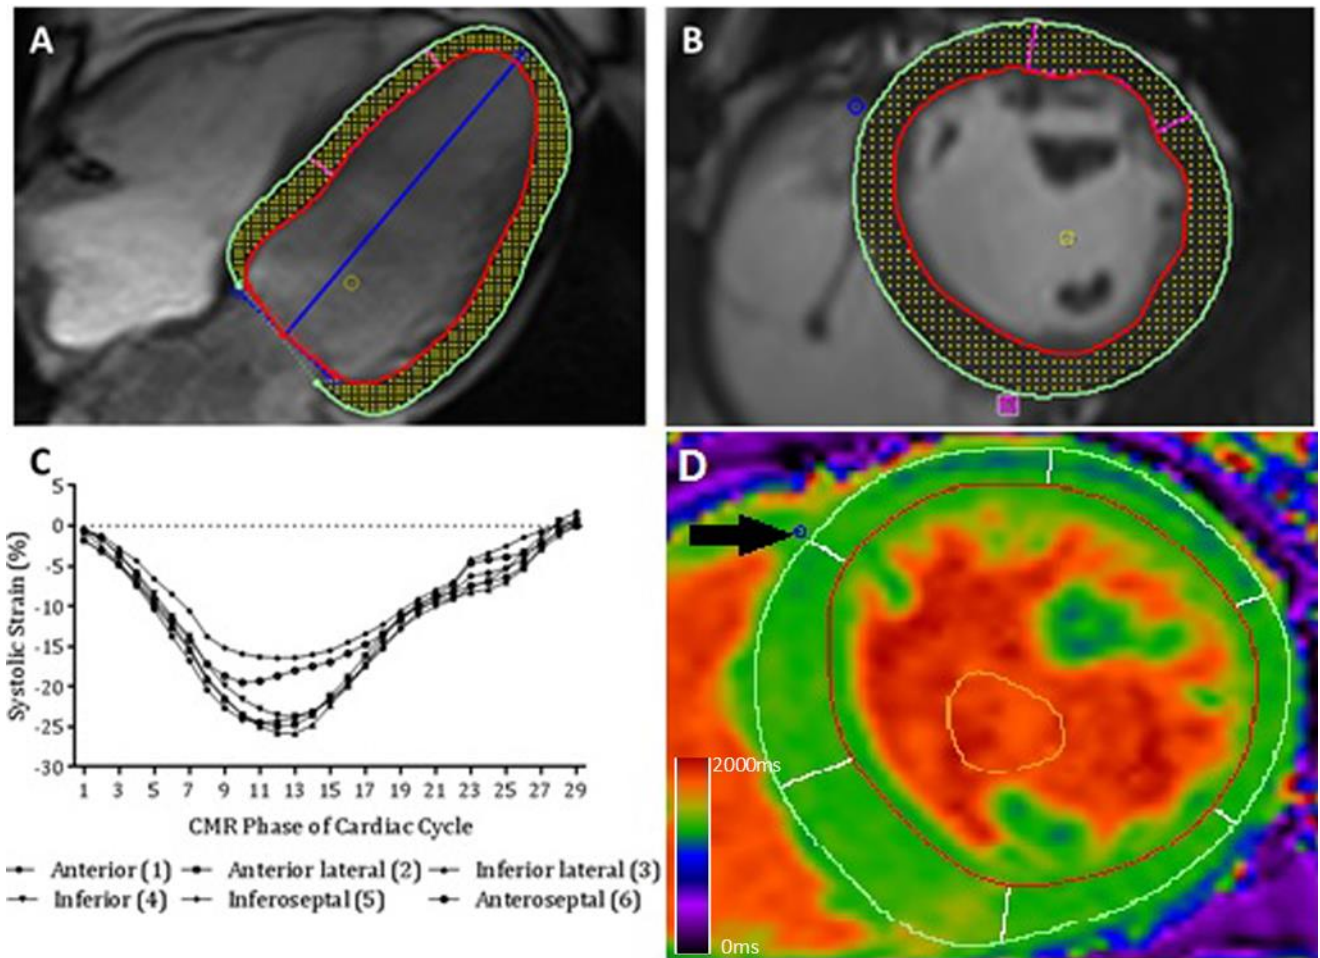 A
B
C
5
0
-5
-10
-15
-20
-25
-30
Systolic Strain (%)
1 3 5 7 9 11 13 15 17 19 21 23 25 27 29
CMR Phase of Cardiac Cycle
Anterior (1) Anterior lateral (2) Inferior lateral (3)
Inferior (4) Inferoseptal (5) Anteroseptal (6)
D
2000ms
0ms